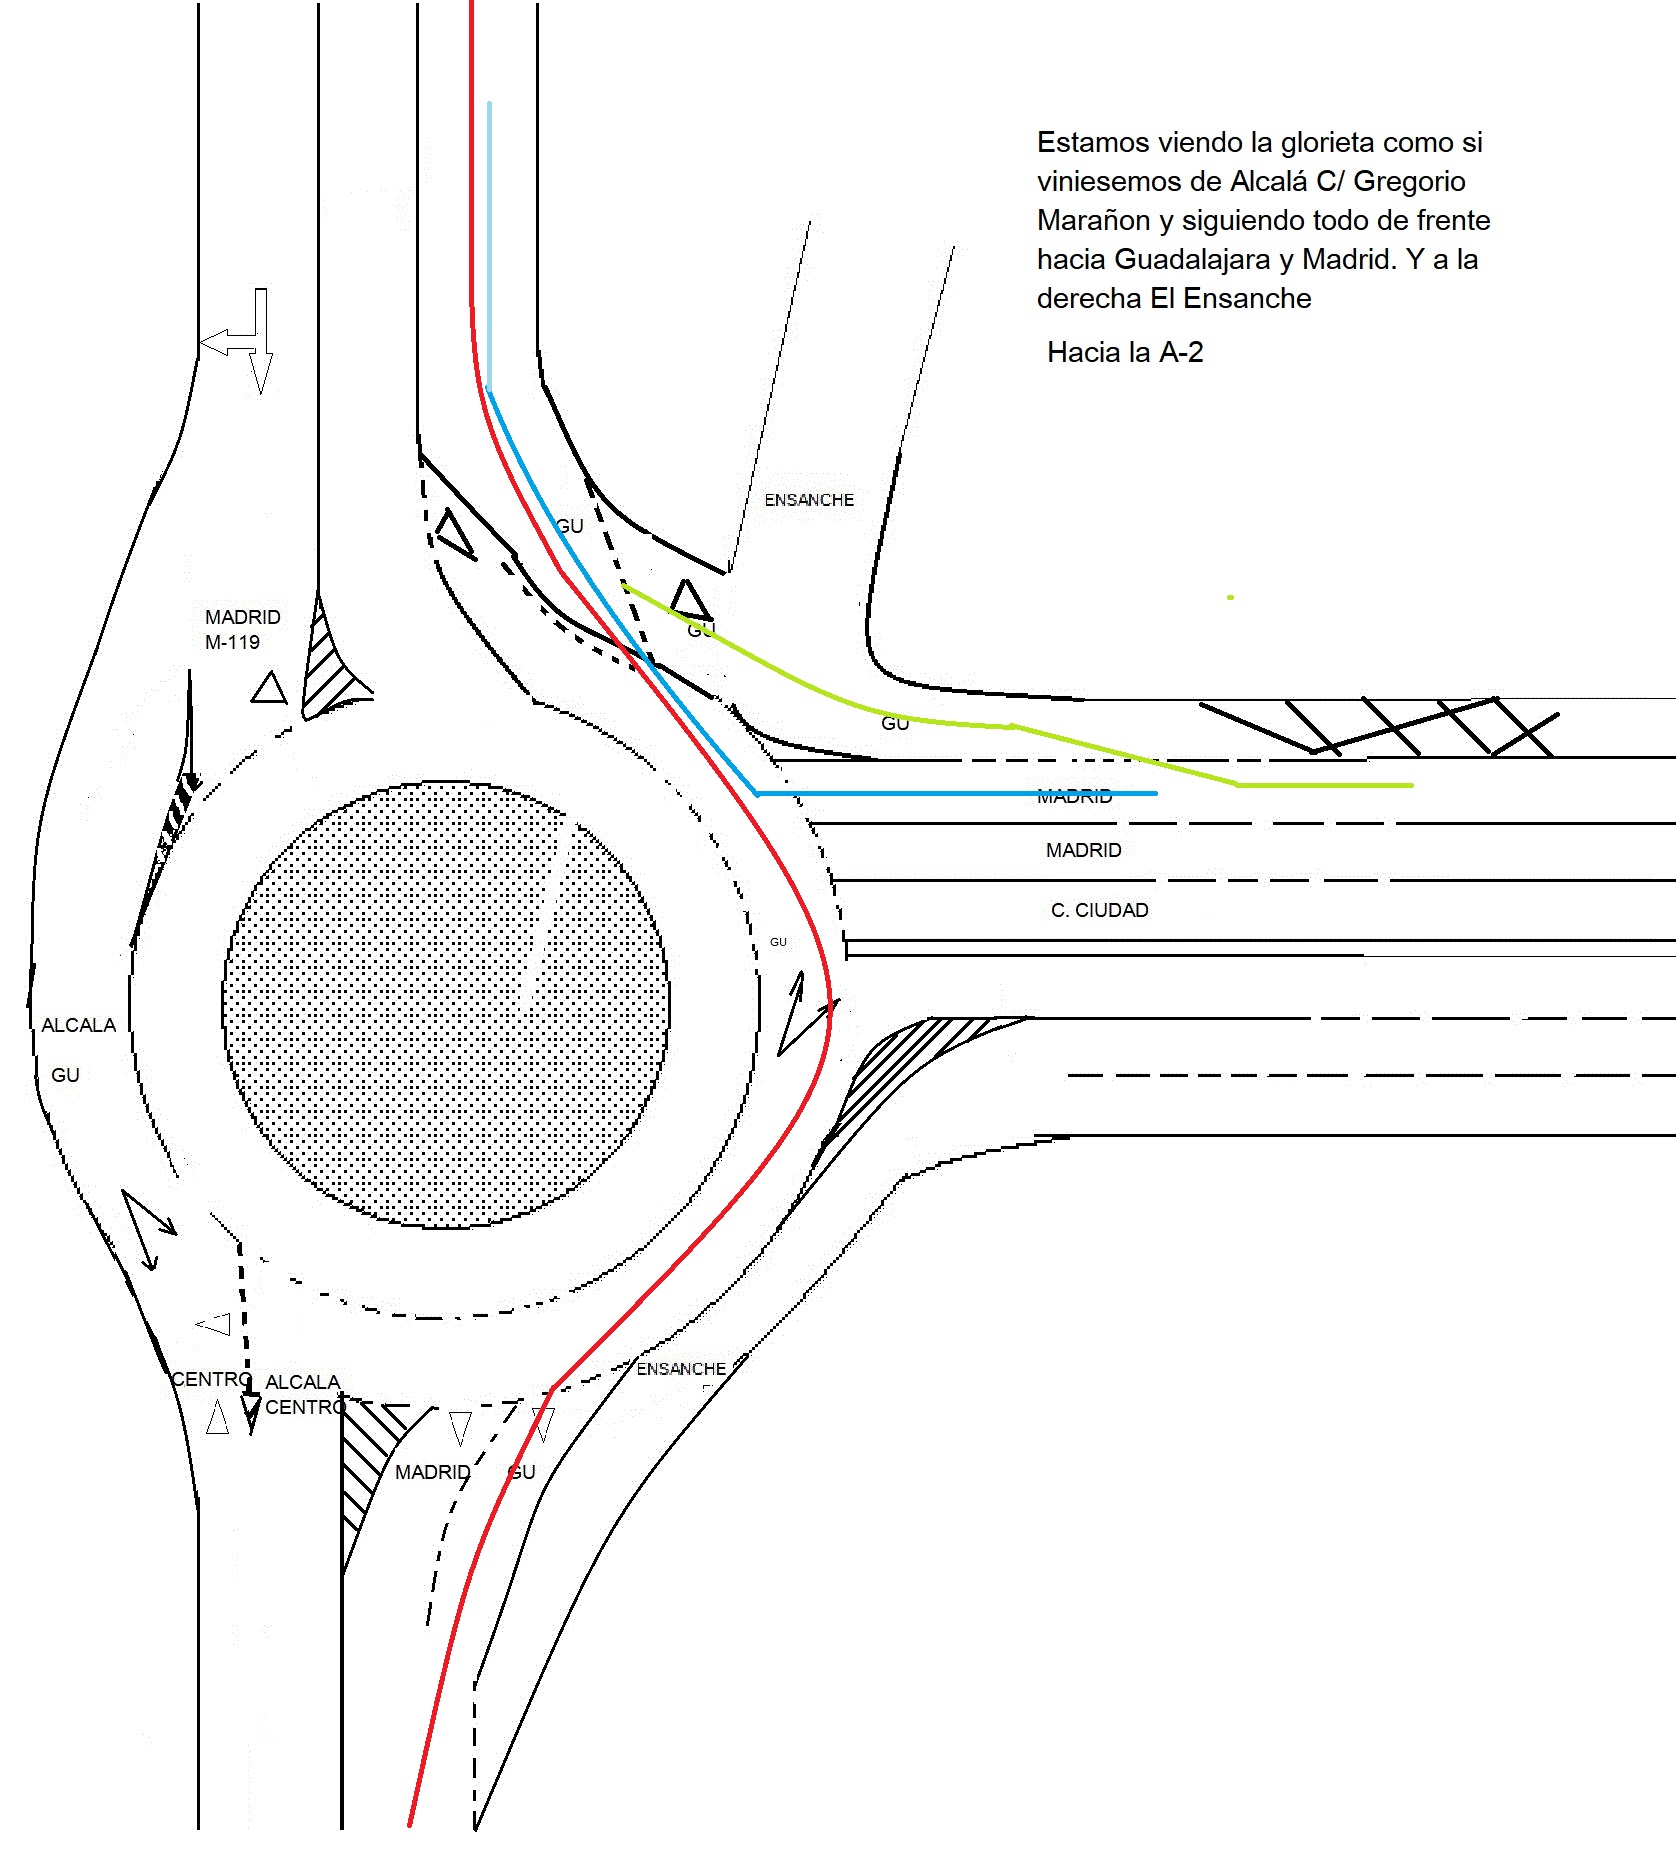 Estamos viendo la glorieta como si
viniesemos de Alcalá C/ Gregorio
Marañon y siguiendo todo de frente
hacia Guadalajara y Madrid. Y a la
derecha El Ensanche
Hacia la A-2
ENSANCHE
GU
MADRID
M-119
GU
GU
MADRID
MADRID
C. CIUDAD
GU
ALCALA
GU
ENSANCHE
CENTRO
ALCALA
CENTRO
MADRID
GU